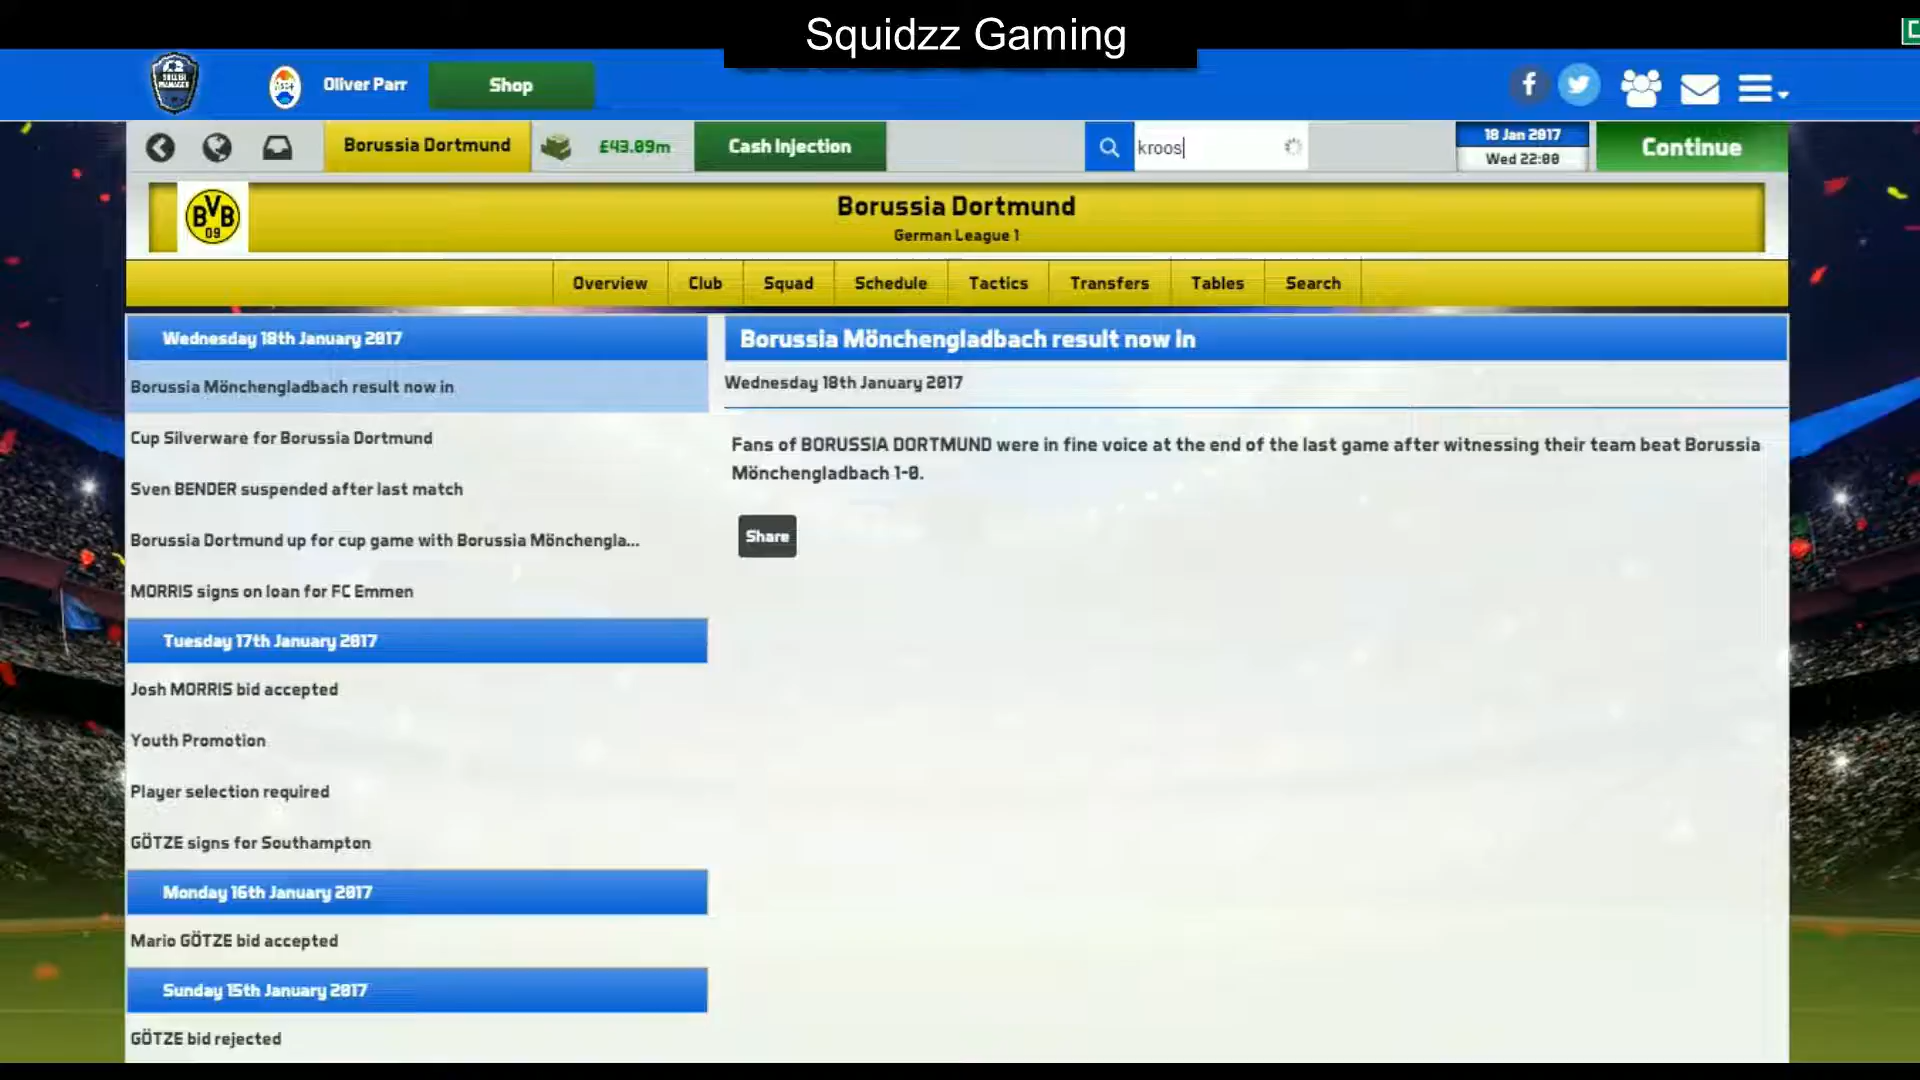 Squidzz Gaming
Oliver Parr
Shop
Borussia Dortmund
£43.09m
Cash Injection
kroos
18 Jan 2017
Wed 22:00
Continue
BVB
09
Borussia Dortmund
German League 1
Overview
Club
Squad
Schedule
Tactics
Transfers
Tables
Search
Wednesday 18th January 2017
Borussia Mönchengladbach result now in
Cup Silverware for Borussia Dortmund
Sven BENDER suspended after last match
Borussia Dortmund up for cup game with Borussia Mönchengla...
MORRIS signs on loan for FC Emmen
Tuesday 17th January 2017
Josh MORRIS bid accepted
Youth Promotion
Player selection required
GÖTZE signs for Southampton
Monday 16th January 2017
Mario GÖTZE bid accepted
Sunday 15th January 2017
GÖTZE bid rejected
Borussia Mönchengladbach result now in
Wednesday 18th January 2017
Fans of BORUSSIA DORTMUND were in fine voice at the end of the last game after witnessing their team beat Borussia
Mönchengladbach 1-0.
Share